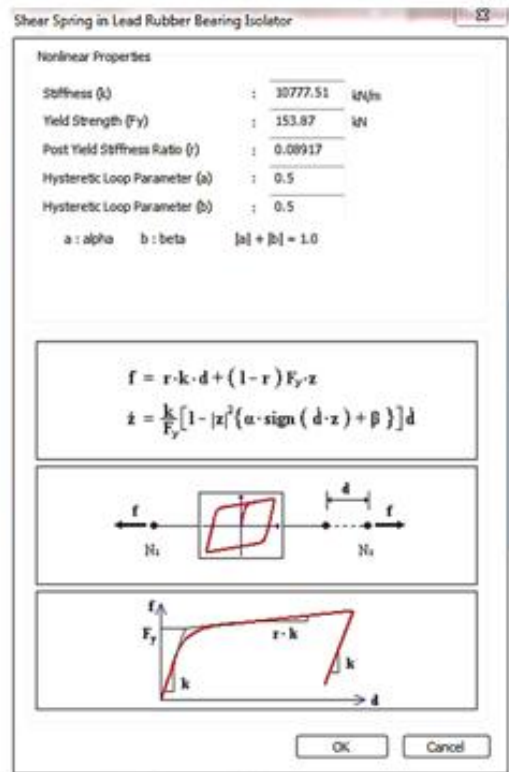 Shear Spring in Lead Rubber Bearing Isolator
Nonlinear Properties
Stiffness (k) : 10777.51 kN/m
Yield Strength (Fy) : 153.87 kN
Post Yield Stiffness Ratio (r) : 0.08917
Hysteretic Loop Parameter (a) : 0.5
Hysteretic Loop Parameter (b) : 0.5
a : alpha b : beta |a| + |b| = 1.0
f = r·k·d + (1-r) Fy·z
ż = k/Fy [1-|z|²{α·sign(ḋ·z)+β}]ḋ
d
f f
N₁ N₂
f
Fy
r·k
k
k
d
OK Cancel